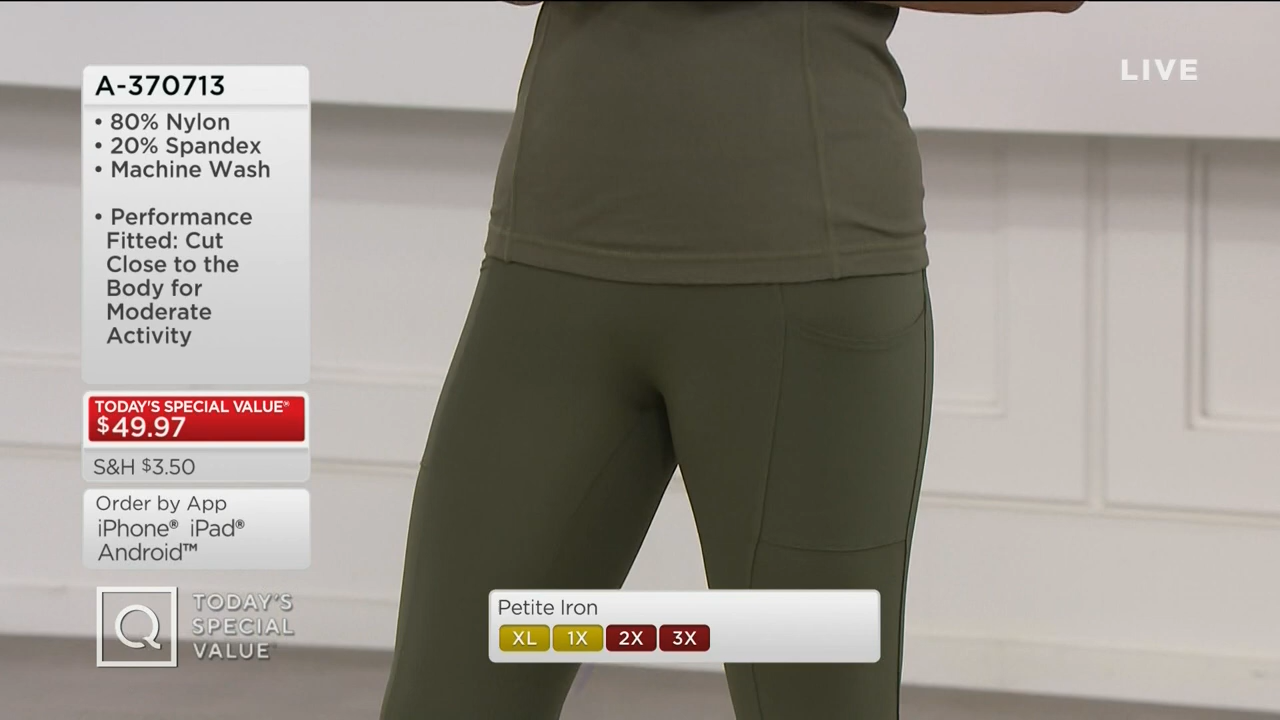 LIVE
A-370713
• 80% Nylon
• 20% Spandex
• Machine Wash
• Performance
Fitted: Cut
Close to the
Body for
Moderate
Activity
TODAY'S SPECIAL VALUE®
$49.97
S&H $3.50
Order by App
iPhone® iPad®
Android™
Q
TODAY'S
SPECIAL
VALUE
Petite Iron
XL 1X 2X 3X